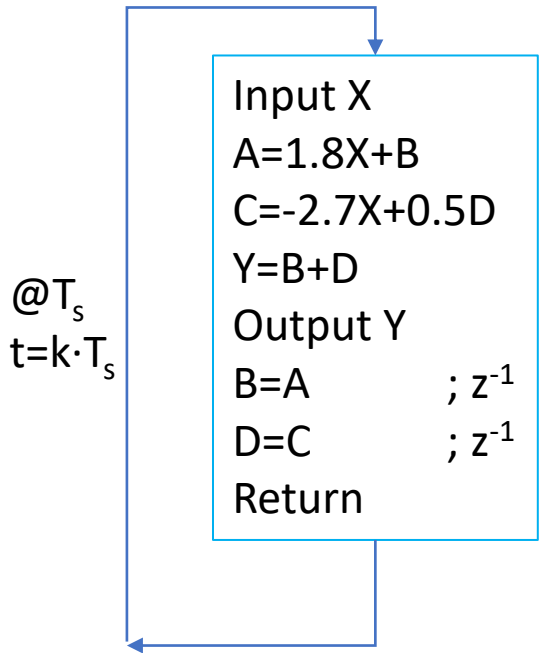 @Tₛ
t=k·Tₛ
Input X
A=1.8X+B
C=-2.7X+0.5D
Y=B+D
Output Y
B=A ; z⁻¹
D=C ; z⁻¹
Return